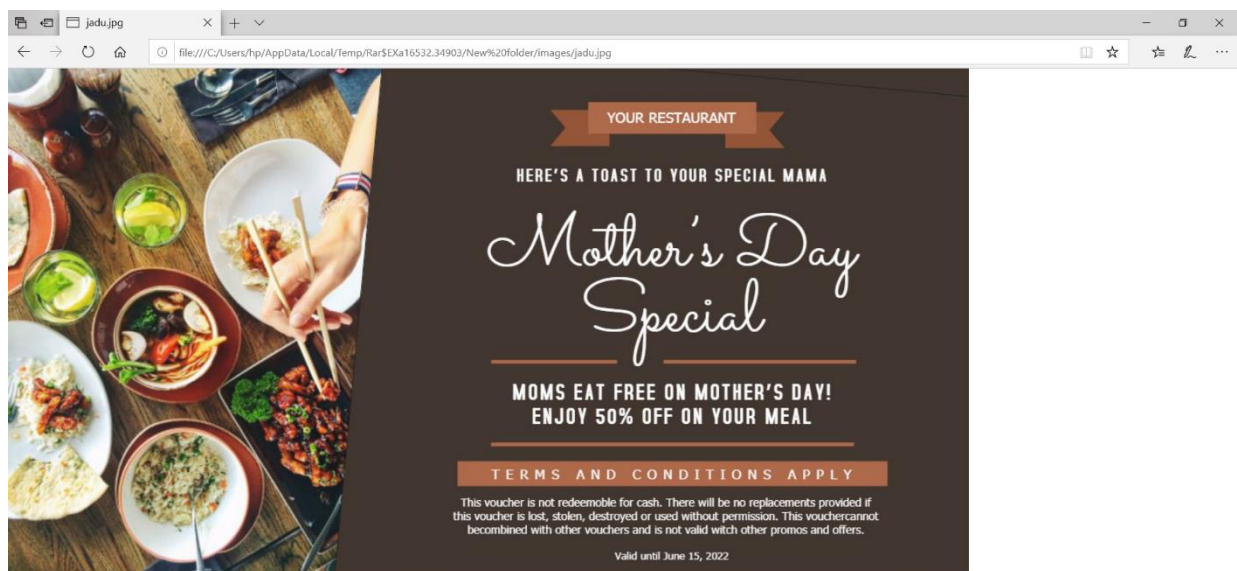 jadu.jpg
file:///C:/Users/hp/AppData/Local/Temp/Rar$EXa16532.34903/New%20folder/images/jadu.jpg
YOUR RESTAURANT
HERE'S A TOAST TO YOUR SPECIAL MAMA
Mother's Day
Special
MOMS EAT FREE ON MOTHER'S DAY!
ENJOY 50% OFF ON YOUR MEAL
TERMS AND CONDITIONS APPLY
This voucher is not redeemoble for cash. There will be no replacements provided if
this voucher is lost, stolen, destroyed or used without permission. This vouchercannot
becombined with other vouchers and is not valid witch other promos and offers.
Valid until June 15, 2022